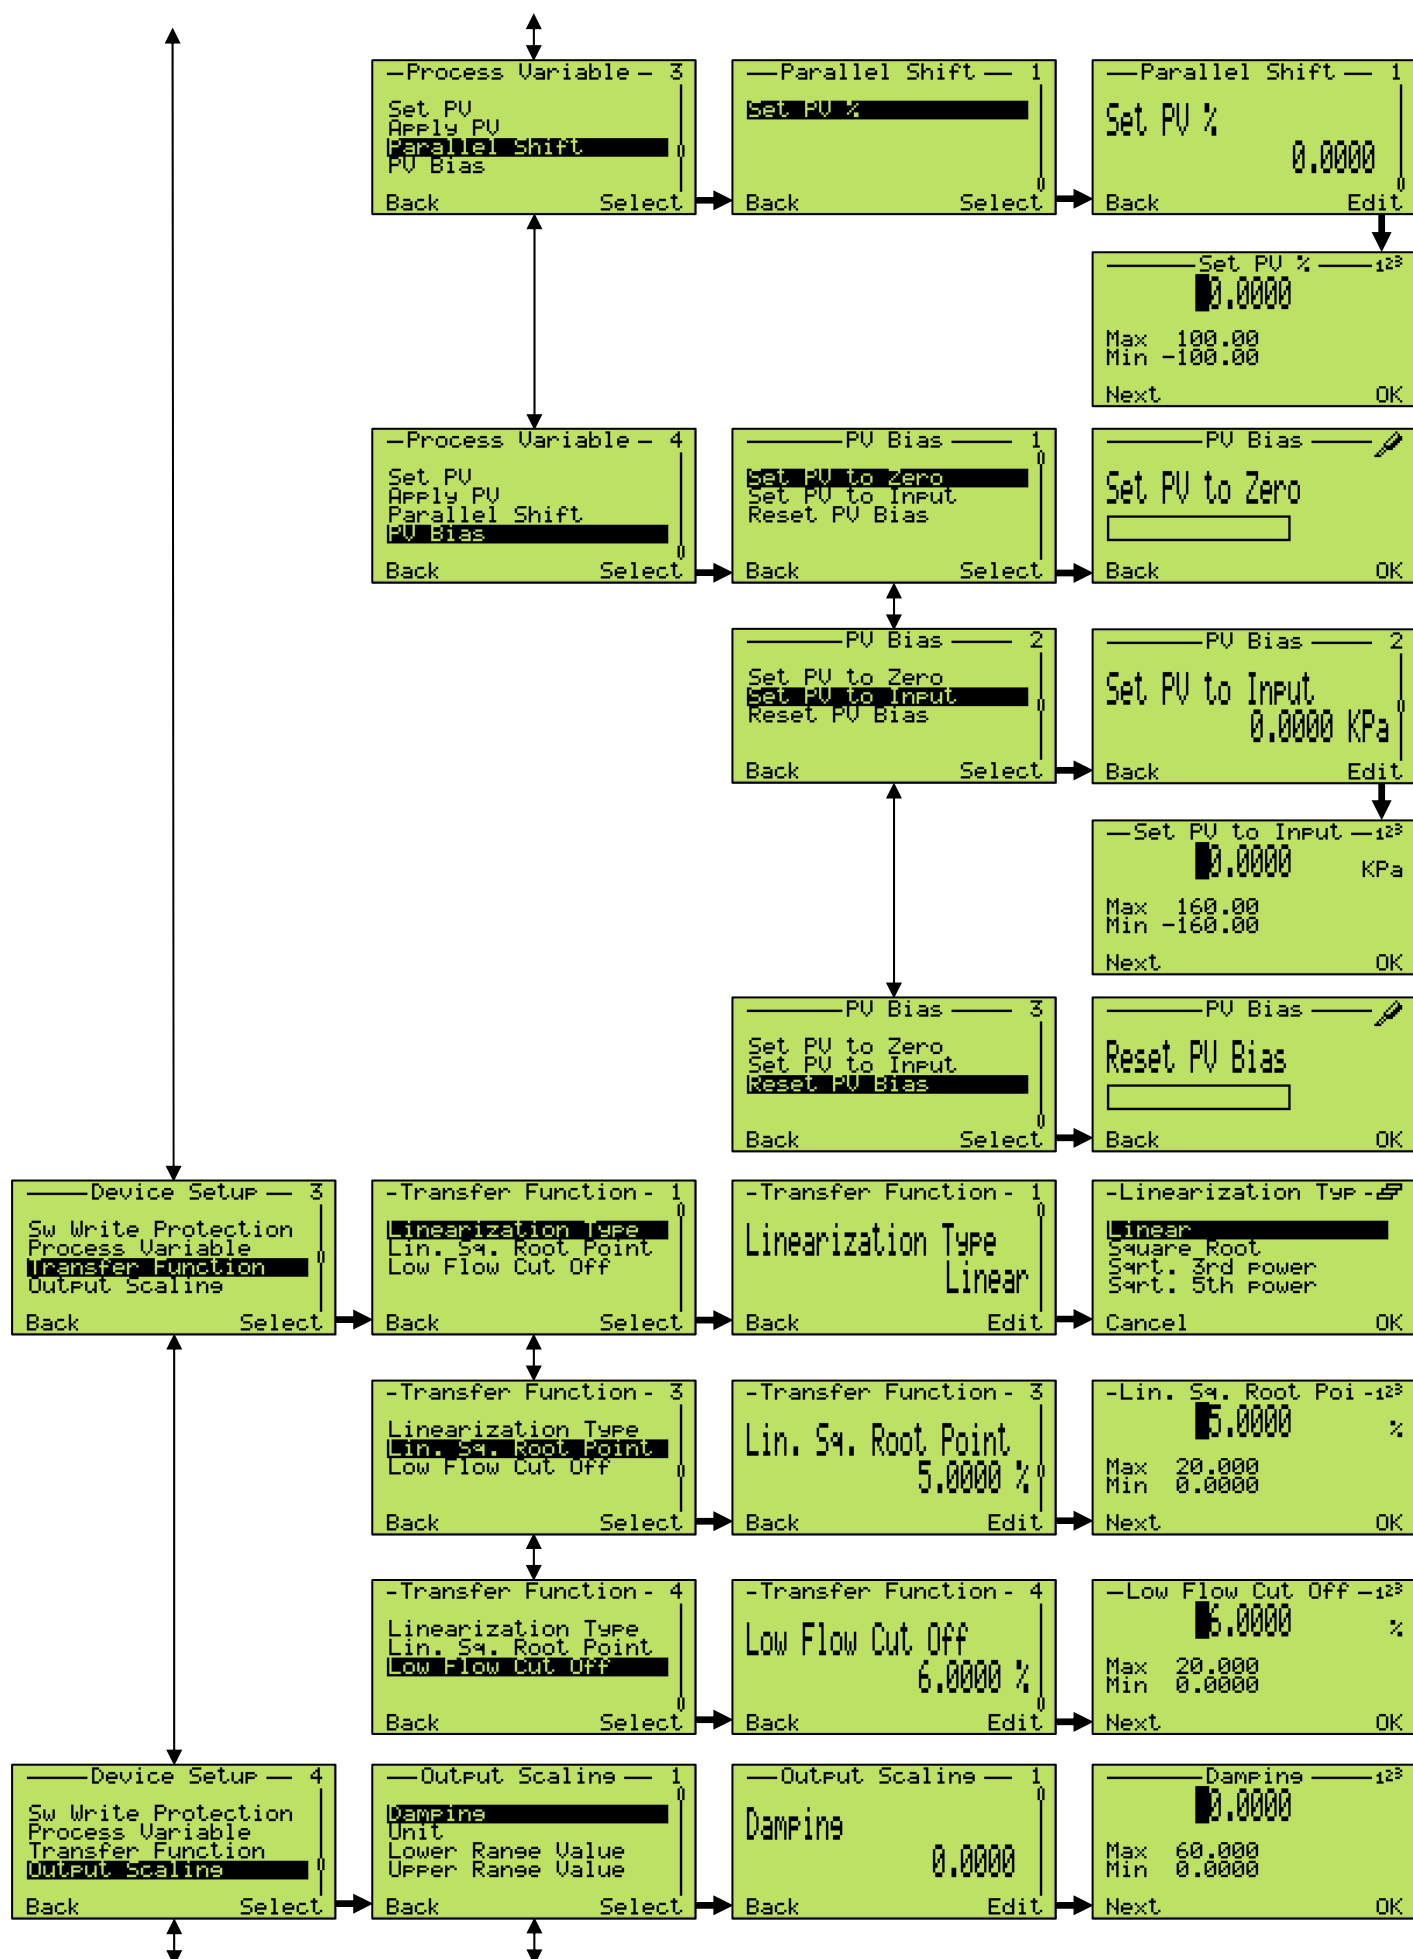 Process Variable 3
Set PV
Apply PV
Parallel Shift
PV Bias
Back Select
Parallel Shift 1
Set PV %
Back Select
Parallel Shift 1
Set PV %
0.0000
Back Edit
Set PV % 123
0.0000
Max 100.00
Min -100.00
Next OK
Process Variable 4
Set PV
Apply PV
Parallel Shift
PV Bias
Back Select
PV Bias 1
Set PV to Zero
Set PV to Input
Reset PV Bias
Back Select
PV Bias
Set PV to Zero
Back OK
PV Bias 2
Set PV to Zero
Set PV to Input
Reset PV Bias
Back Select
PV Bias 2
Set PV to Input
0.0000 KPa
Back Edit
Set PV to Input 123
0.0000 KPa
Max 160.00
Min -160.00
Next OK
PV Bias 3
Set PV to Zero
Set PV to Input
Reset PV Bias
Back Select
PV Bias
Reset PV Bias
Back OK
Device Setup 3
Sw Write Protection
Process Variable
Transfer Function
Output Scaling
Back Select
-Transfer Function- 1
Linearization Type
Lin. Sq. Root Point
Low Flow Cut Off
Back Select
-Transfer Function- 1
Linearization Type
Linear
Back Edit
-Linearization Typ-
Linear
Square Root
Sqrt. 3rd power
Sqrt. 5th power
Cancel OK
-Transfer Function- 3
Linearization Type
Lin. Sq. Root Point
Low Flow Cut Off
Back Select
-Transfer Function- 3
Lin. Sq. Root Point
5.0000 %
Back Edit
-Lin. Sq. Root Poi-123
5.0000 %
Max 20.000
Min 0.0000
Next OK
-Transfer Function- 4
Linearization Type
Lin. Sq. Root Point
Low Flow Cut Off
Back Select
-Transfer Function- 4
Low Flow Cut Off
6.0000 %
Back Edit
Low Flow Cut Off 123
6.0000 %
Max 20.000
Min 0.0000
Next OK
Device Setup 4
Sw Write Protection
Process Variable
Transfer Function
Output Scaling
Back Select
Output Scaling 1
Damping
Unit
Lower Range Value
Upper Range Value
Back Select
Output Scaling 1
Damping
0.0000
Back Edit
Damping 123
0.0000
Max 60.000
Min 0.0000
Next OK